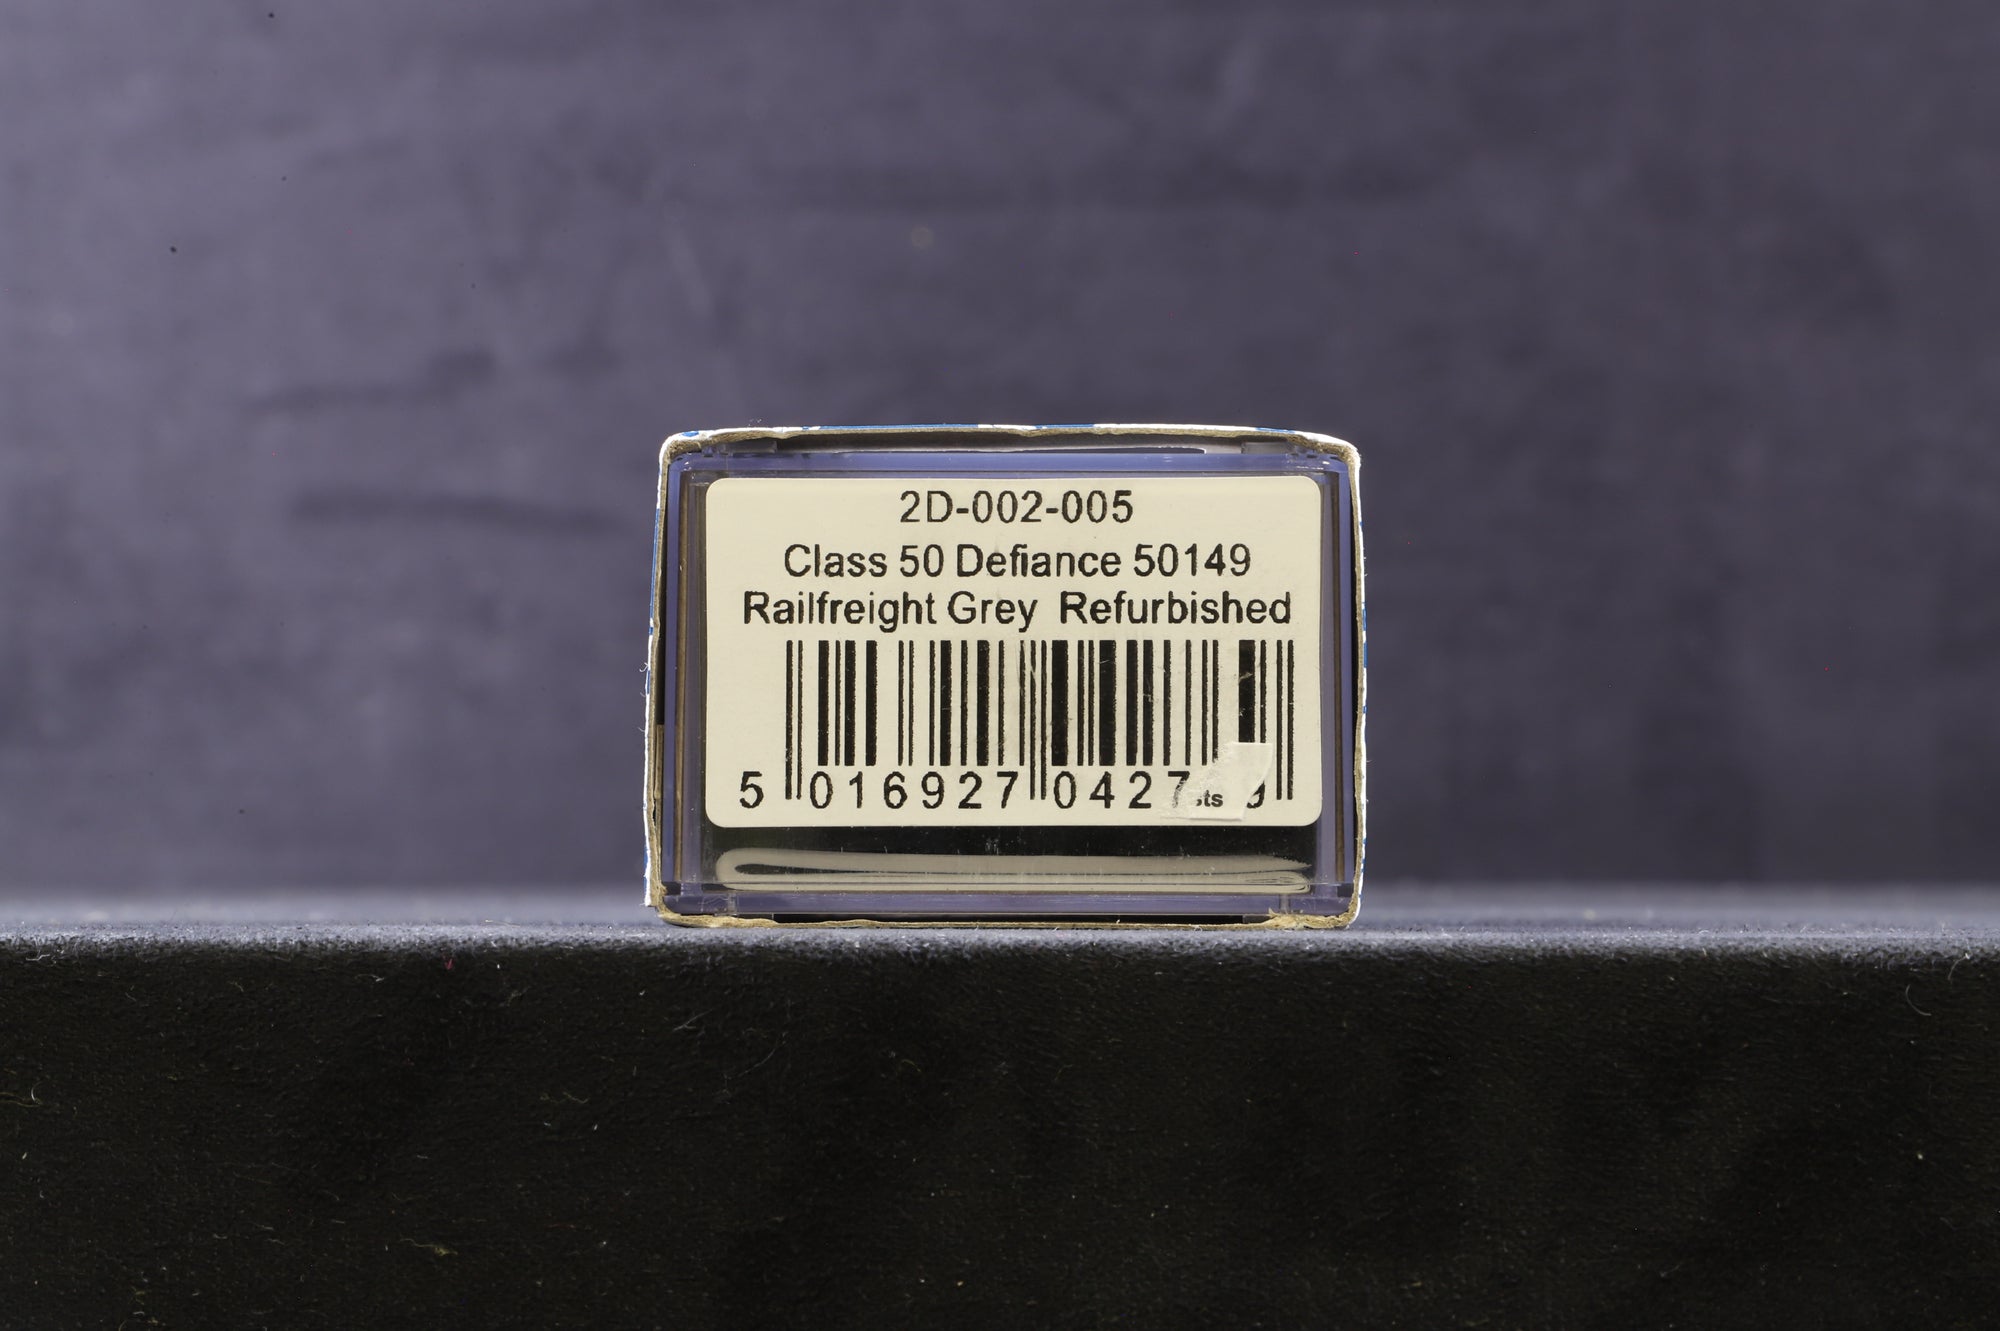 2D-002-005
Class 50 Defiance 50149
Railfreight Grey Refurbished
5 016927 0427